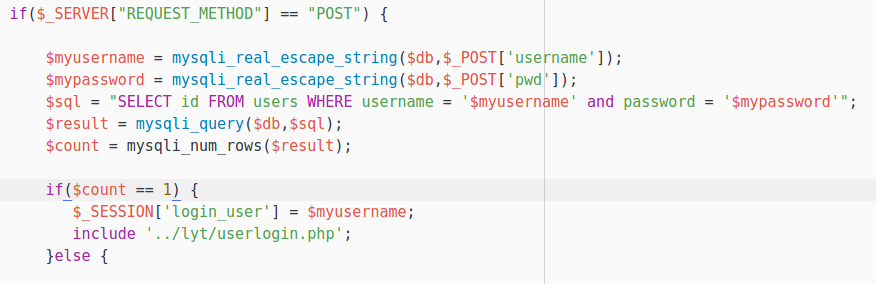 if($_SERVER["REQUEST_METHOD"] == "POST") {
$myusername = mysqli_real_escape_string($db,$_POST['username']);
$mypassword = mysqli_real_escape_string($db,$_POST['pwd']);
$sql = "SELECT id FROM users WHERE username = '$myusername' and password = '$mypassword'";
$result = mysqli_query($db,$sql);
$count = mysqli_num_rows($result);
if($count == 1) {
$_SESSION['login_user'] = $myusername;
include '../lyt/userlogin.php';
}else {